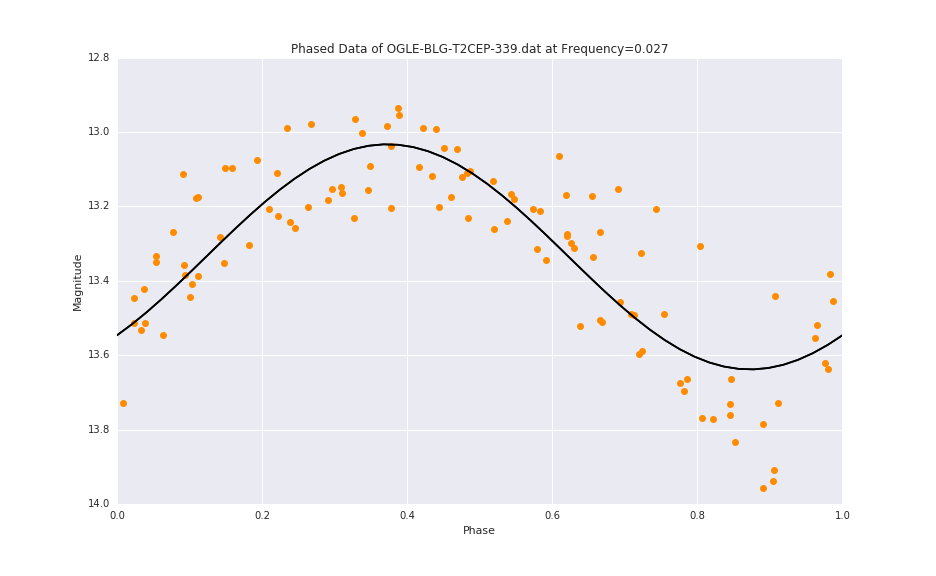 Phased Data of OGLE-BLG-T2CEP-339.dat at Frequency=0.027
12.8
13.0
13.2
13.4
13.6
13.8
14.0
Magnitude
0.0 0.2 0.4 0.6 0.8 1.0
Phase